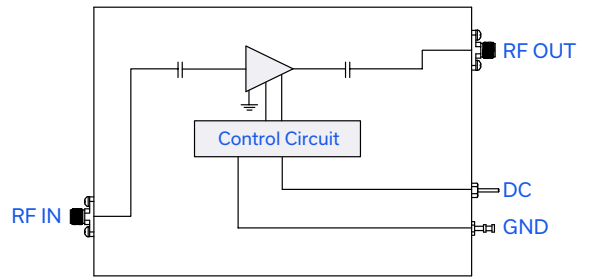 RF OUT
Control Circuit
DC
RF IN
GND